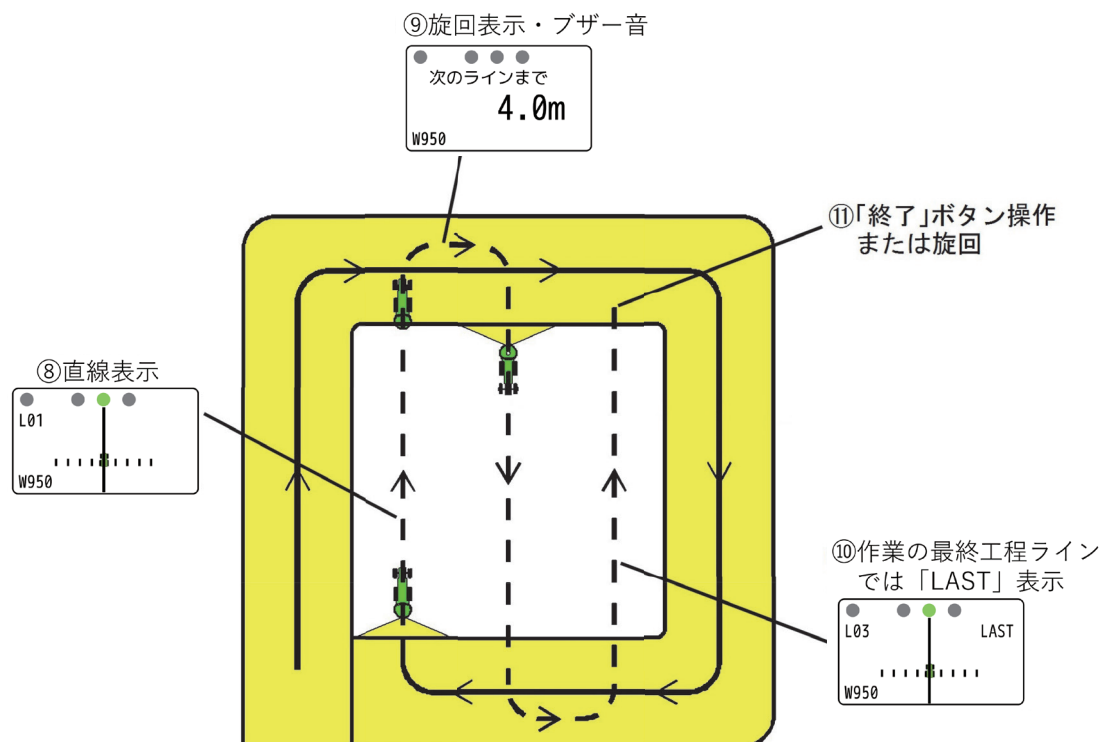 ⑨旋回表示・ブザー音
次のラインまで
4.0m
W950
⑪「終了」ボタン操作
または旋回
⑧直線表示
L01
W950
⑩作業の最終工程ライン
では「LAST」表示
L03 LAST
W950